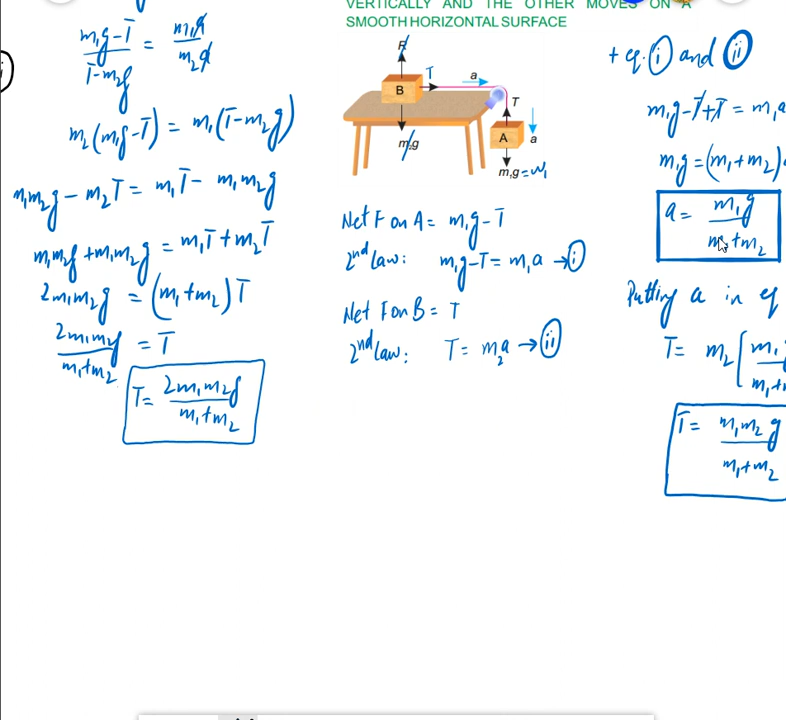 m₁g-T / T-m₂g = m₁a / m₂a
m₂(m₁g-T) = m₁(T-m₂g)
m₁m₂g - m₂T = m₁T - m₁m₂g
m₁m₂g + m₁m₂g = m₁T + m₂T
2m₁m₂g = (m₁+m₂)T
2m₁m₂g / m₁+m₂ = T
T = 2m₁m₂g / m₁+m₂
VERTICALLY AND THE OTHER MOVES ON A
SMOOTH HORIZONTAL SURFACE
R
T
a
B
T
A
a
m₂g
m₁g=W₁
Net F on A = m₁g-T
2nd Law: m₁g-T = m₁a → (i)
Net F on B = T
2nd Law: T = m₂a → (ii)
+ eq. (i) and (ii)
m₁g-T+T = m₁a
m₁g = (m₁+m₂)
a = m₁g / m₁+m₂
Putting a in eq
T = m₂[m₁ / m₁+
T = m₁m₂g / m₁+m₂